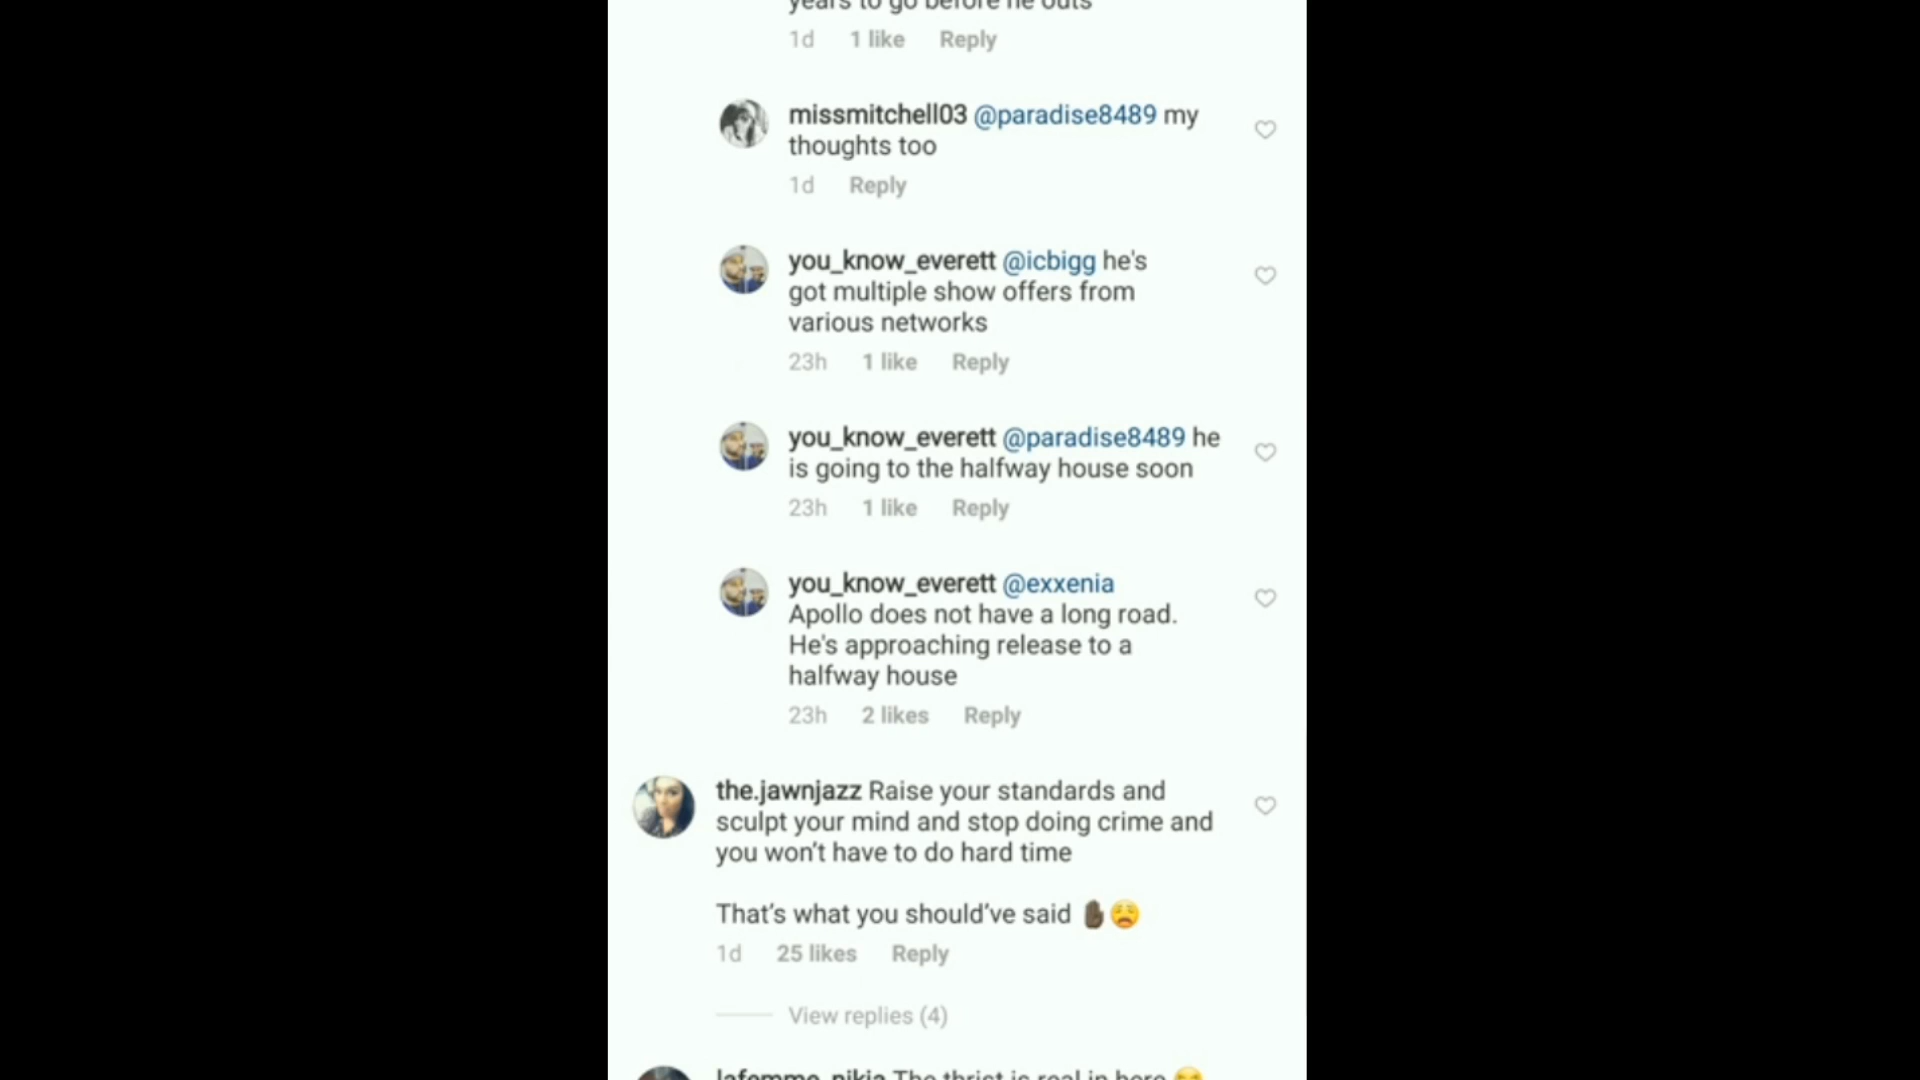 years to go before he outs
1d 1 like Reply
missmitchell03 @paradise8489 my
thoughts too
1d Reply
you_know_everett @icbigg he's
got multiple show offers from
various networks
23h 1 like Reply
you_know_everett @paradise8489 he
is going to the halfway house soon
23h 1 like Reply
you_know_everett @exxenia
Apollo does not have a long road.
He's approaching release to a
halfway house
23h 2 likes Reply
the.jawnjazz Raise your standards and
sculpt your mind and stop doing crime and
you won't have to do hard time
That's what you should've said ✋🏿😩
1d 25 likes Reply
View replies (4)
lafemme_nikia The thrist is real in here